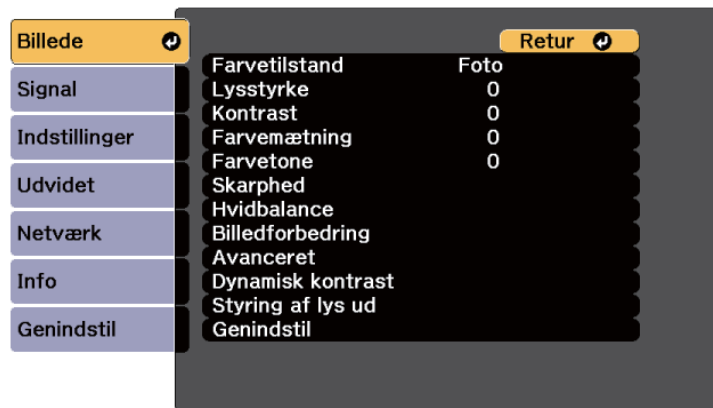 Billede
Signal
Indstillinger
Udvidet
Netværk
Info
Genindstil
Retur
Farvetilstand Foto
Lysstyrke 0
Kontrast 0
Farvemætning 0
Farvetone 0
Skarphed
Hvidbalance
Billedforbedring
Avanceret
Dynamisk kontrast
Styring af lys ud
Genindstil